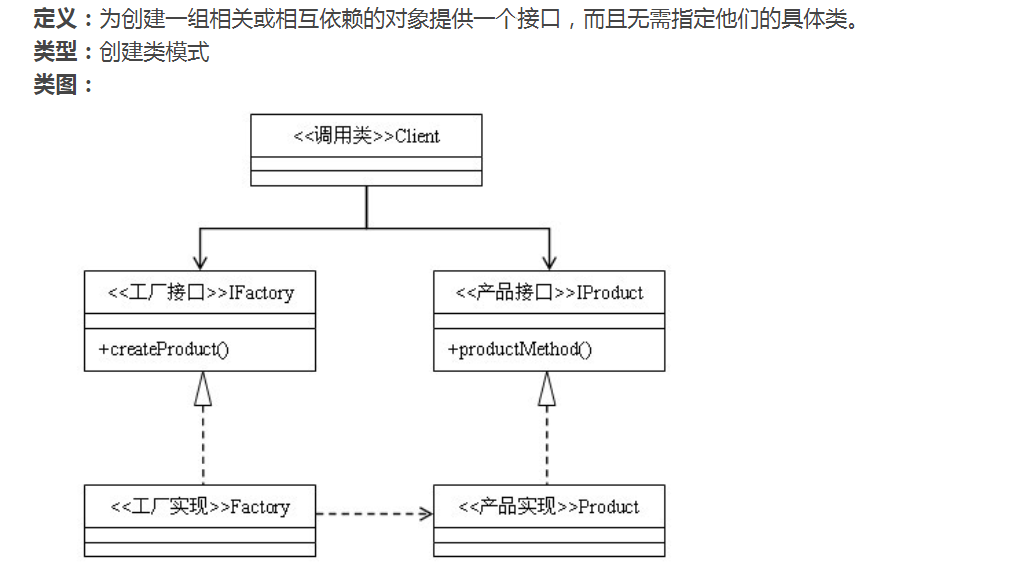 定义：为创建一组相关或相互依赖的对象提供一个接口，而且无需指定他们的具体类。
类型：创建类模式
类图：
<<调用类>>Client
<<工厂接口>>IFactory
<<产品接口>>IProduct
+createProduct()
+productMethod()
<<工厂实现>>Factory
<<产品实现>>Product